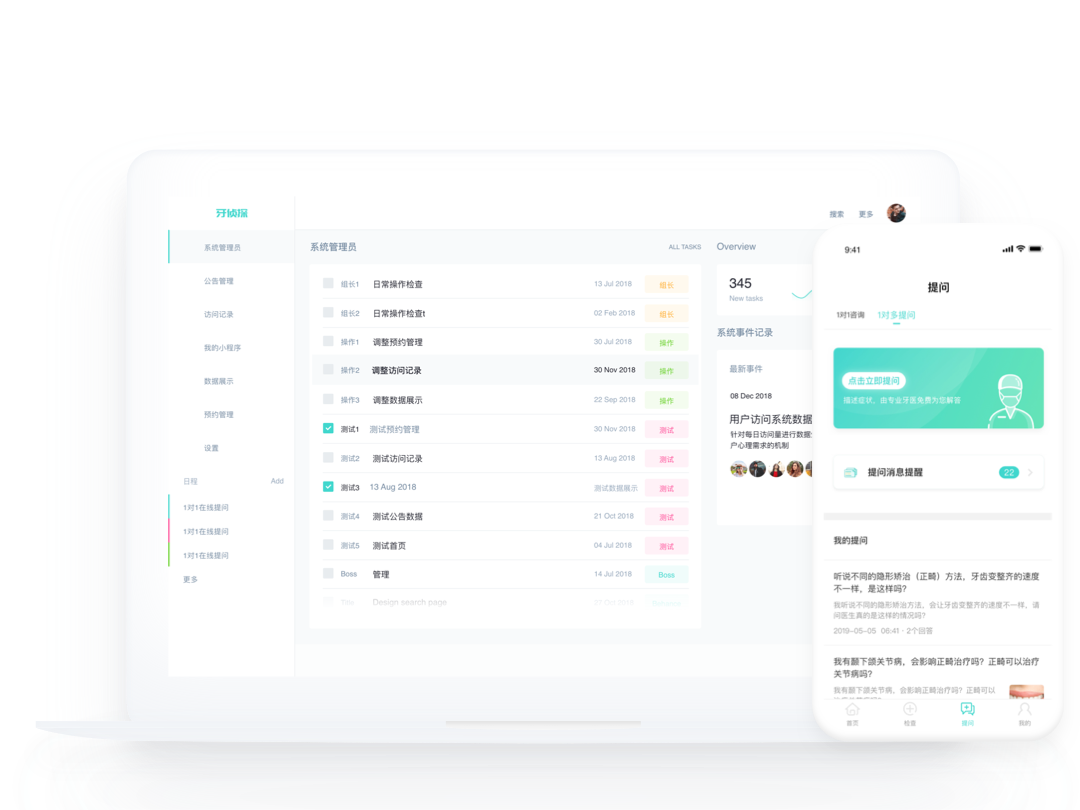 牙侦探
系统管理员
公告管理
访问记录
我的小程序
数据展示
预约管理
设置
日程 Add
1对1在线提问
1对1在线提问
1对1在线提问
更多
搜索 更多
系统管理员 ALL TASKS
组长1 日常操作检查 13 Jul 2018 组长
组长2 日常操作检查t 02 Feb 2018 组长
操作1 调整预约管理 30 Jul 2018 操作
操作2 调整访问记录 30 Nov 2018 操作
操作3 调整数据展示 22 Sep 2018 操作
测试1 测试预约管理 30 Nov 2018 测试
测试2 测试访问记录 13 Aug 2018 测试
测试3 13 Aug 2018 测试数据展示 测试
测试4 测试公告数据 21 Oct 2018 测试
测试5 测试首页 04 Jul 2018 测试
Boss 管理 14 Jul 2018 Boss
Title Design search page
Overview
345
New tasks
系统事件记录
最新事件
08 Dec 2018
用户访问系统数据
针对每日访问量进行数据
户心理需求的机制
9:41
提问
1对1咨询 1对多提问
点击立即提问
描述症状，由专业牙医免费为您解答
提问消息提醒 22
我的提问
听说不同的隐形矫治（正畸）方法，牙齿变整齐的速度
不一样，是这样吗？
我听说不同的隐形矫治方法，会让牙齿变整齐的速度不一样，请
问医生真的是这样的情况吗？
2019-05-05 06:41 · 2个回答
我有颞下颌关节病，会影响正畸治疗吗？正畸可以治疗
关节病吗？
我有颞下颌关节病，会影响正畸治疗吗？正畸可以
首页 检查 提问 我的